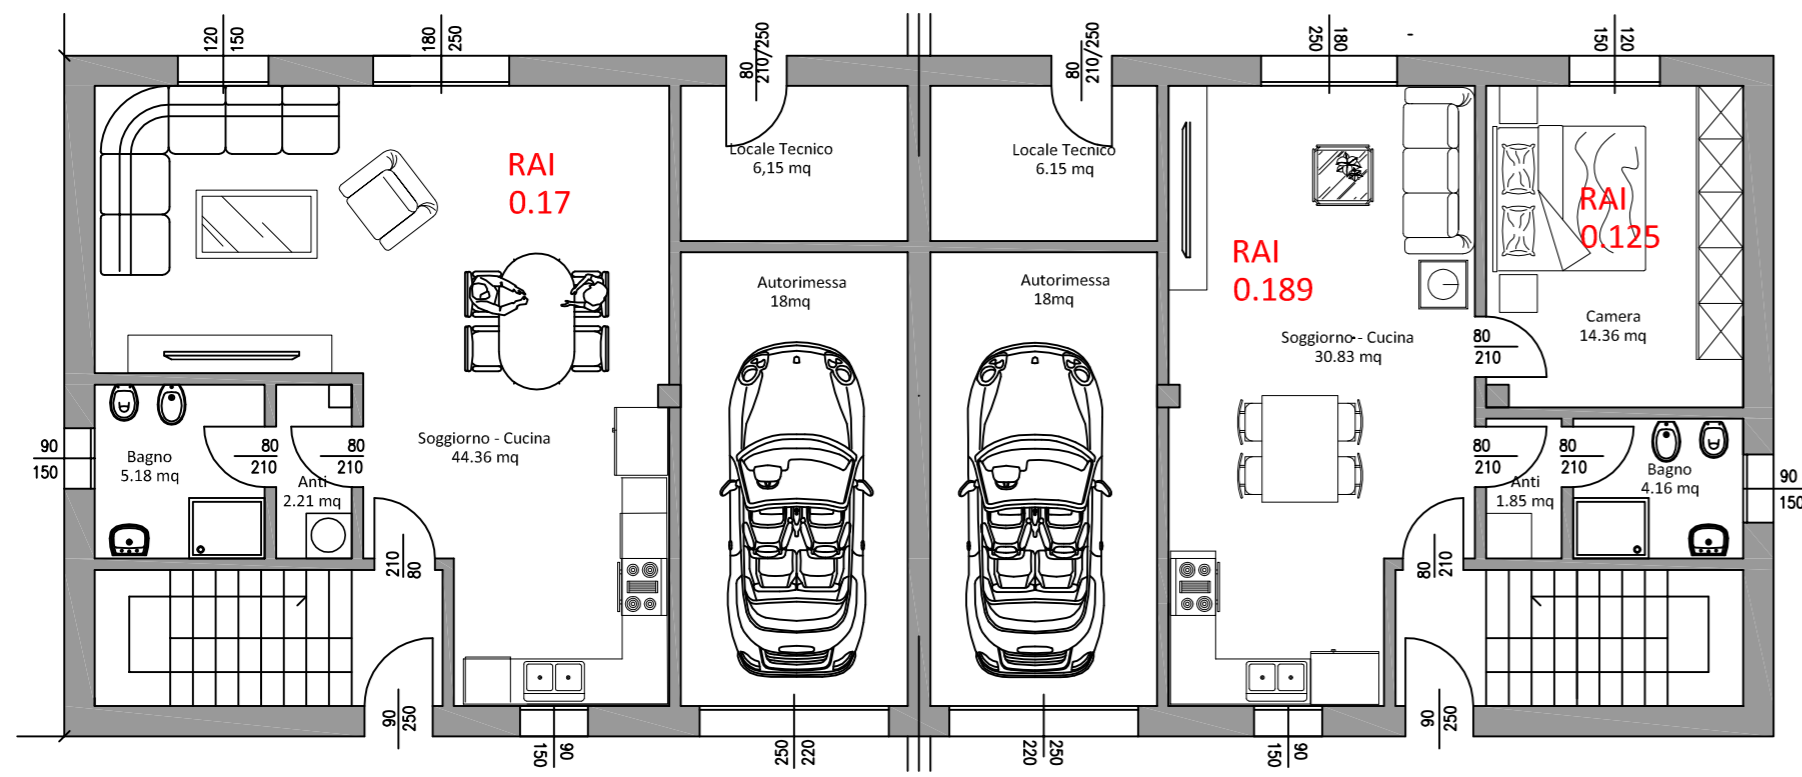 120
150
180
250
80
210/250
80
210/250
250
180
150
120
RAI
0.17
Locale Tecnico
6,15 mq
Locale Tecnico
6.15 mq
RAI
0.125
RAI
0.189
Autorimessa
18mq
Autorimessa
18mq
Camera
14.36 mq
Soggiorno - Cucina
30.83 mq
80
210
Soggiorno - Cucina
44.36 mq
90
150
Bagno
5.18 mq
80
210
80
210
Anti
2.21 mq
80
210
80
210
Anti
1.85 mq
Bagno
4.16 mq
90
150
210
80
80
210
90
250
150
90
252
220
220
250
150
90
90
250